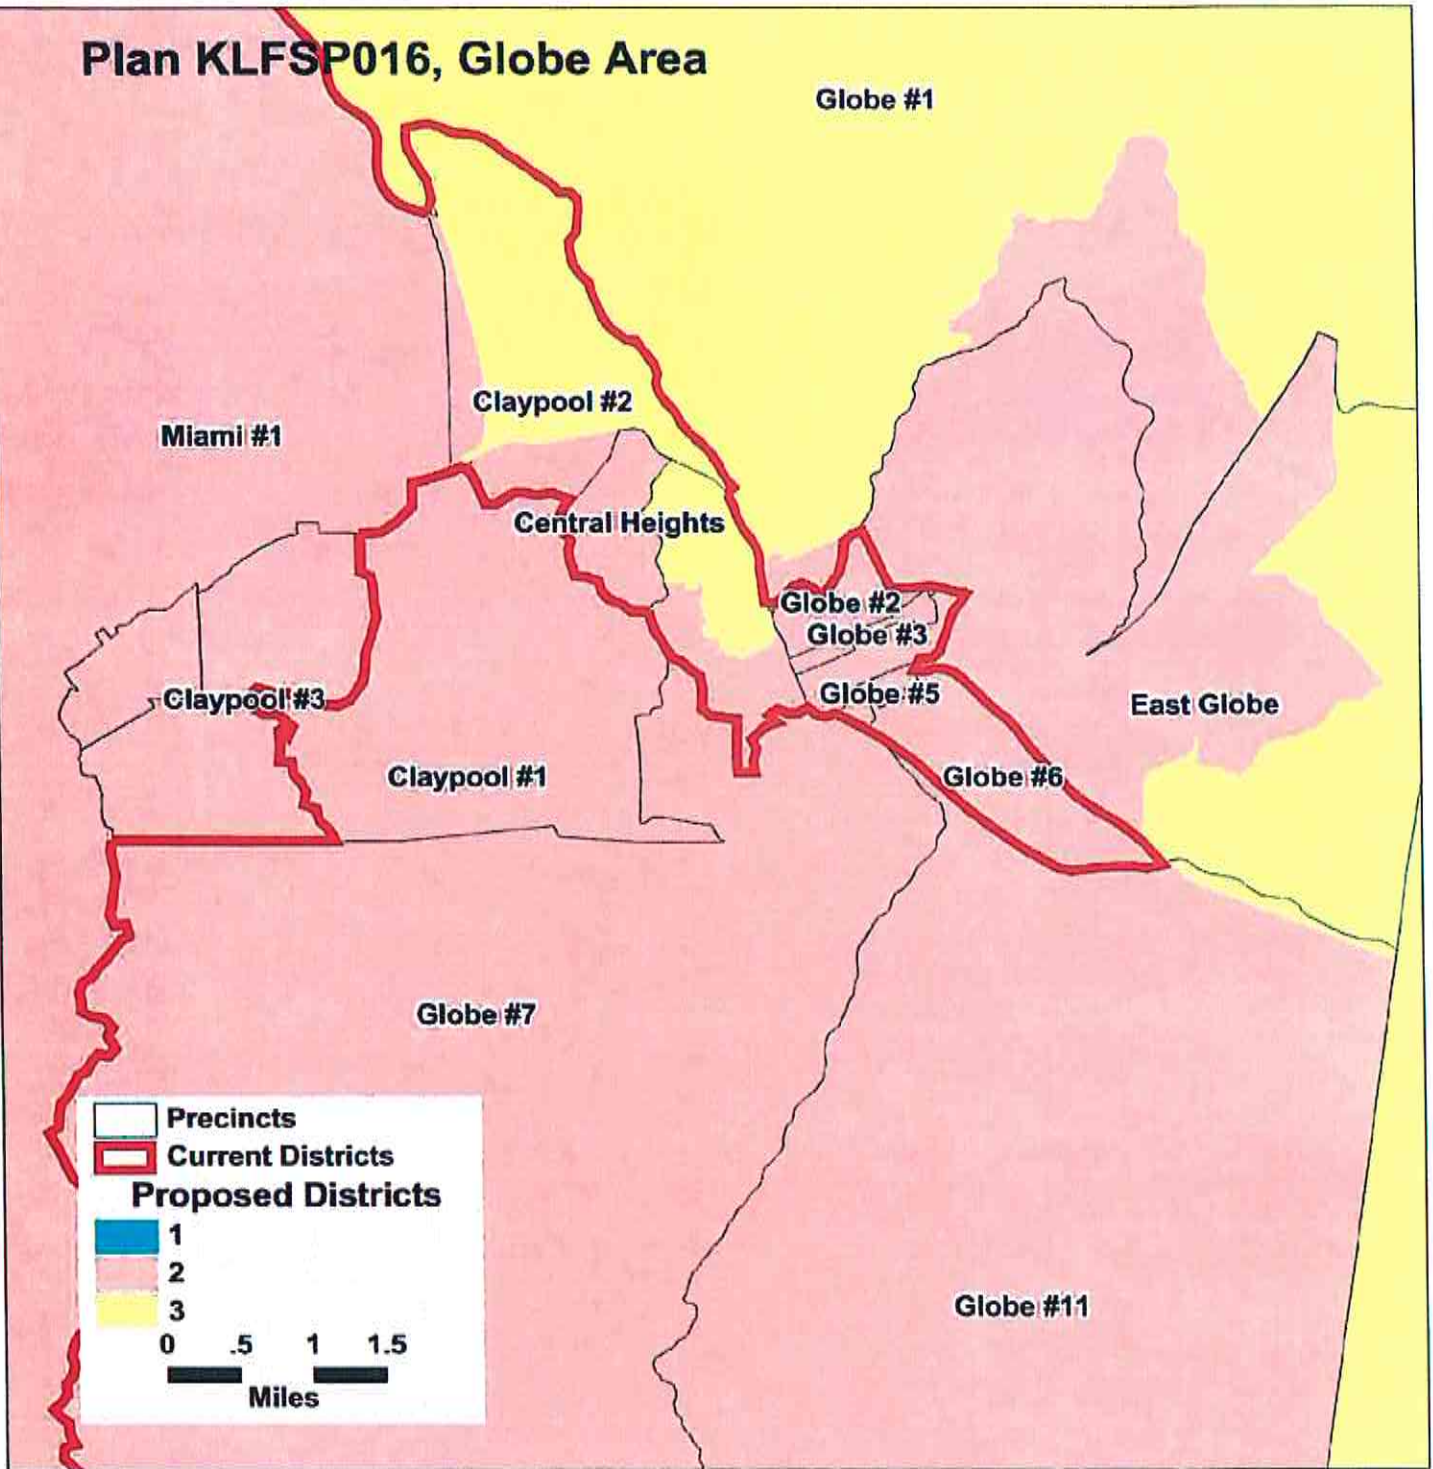 Plan KLFSP016, Globe Area
Globe #1
Claypool #2
Miami #1
Central Heights
Globe #2
Globe #3
Claypool #3
Globe #5
East Globe
Claypool #1
Globe #6
Globe #7
Precincts
Current Districts
Proposed Districts
1
2
3
0 .5 1 1.5
Miles
Globe #11